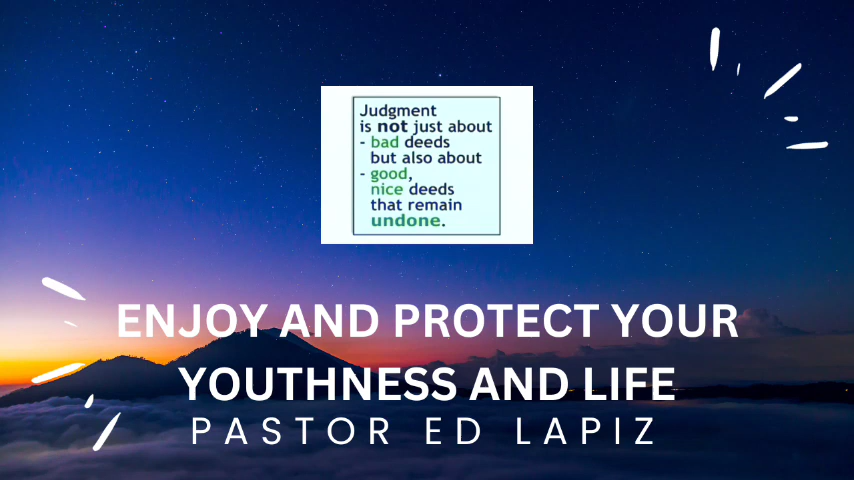 Judgment
is not just about
- bad deeds
but also about
- good,
nice deeds
that remain
undone.
ENJOY AND PROTECT YOUR
YOUTHNESS AND LIFE
PASTOR ED LAPIZ